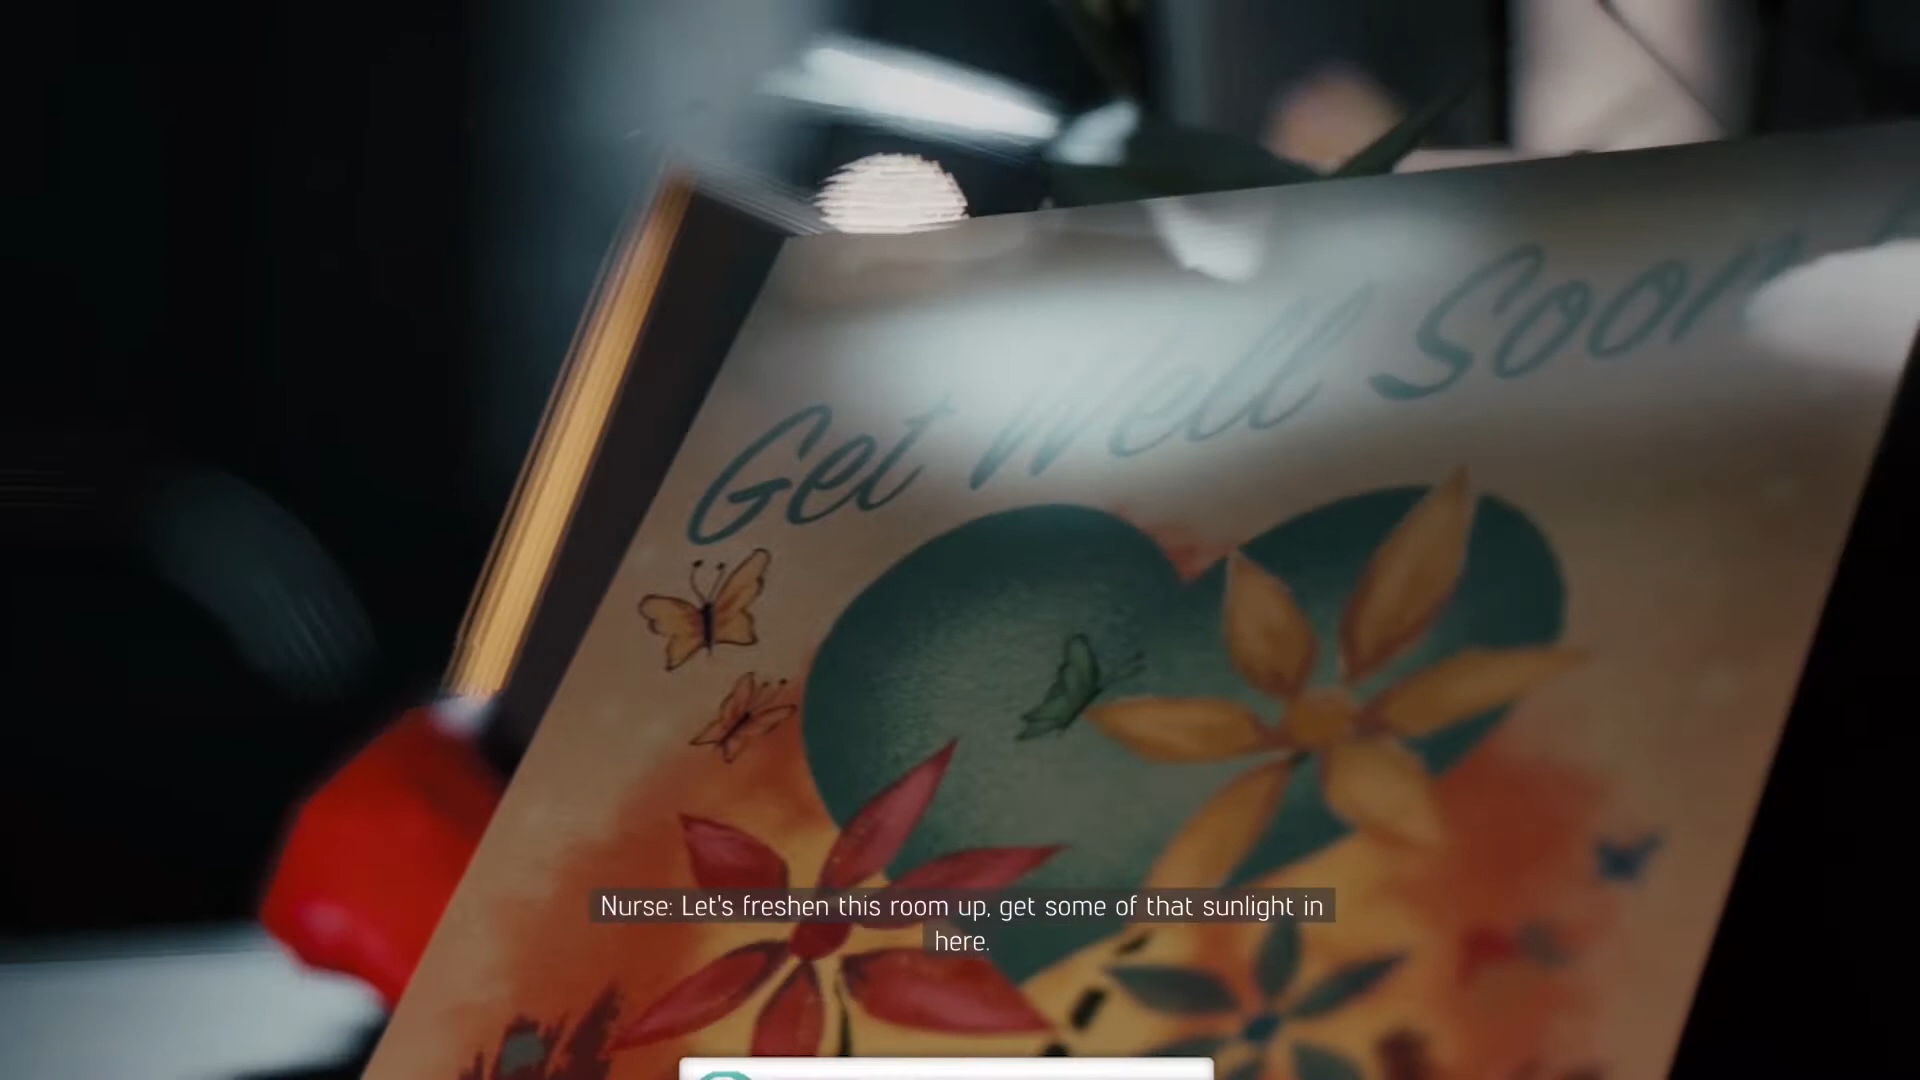 Get Well Soon
Nurse: Let's freshen this room up, get some of that sunlight in
here.